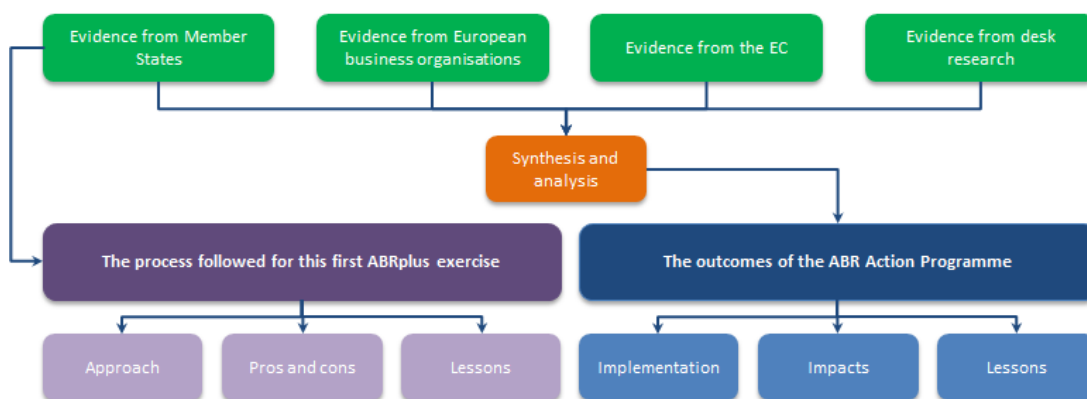 Evidence from Member
States
Evidence from European
business organisations
Evidence from the EC
Evidence from desk
research
Synthesis and
analysis
The process followed for this first ABRplus exercise
The outcomes of the ABR Action Programme
Approach
Pros and cons
Lessons
Implementation
Impacts
Lessons